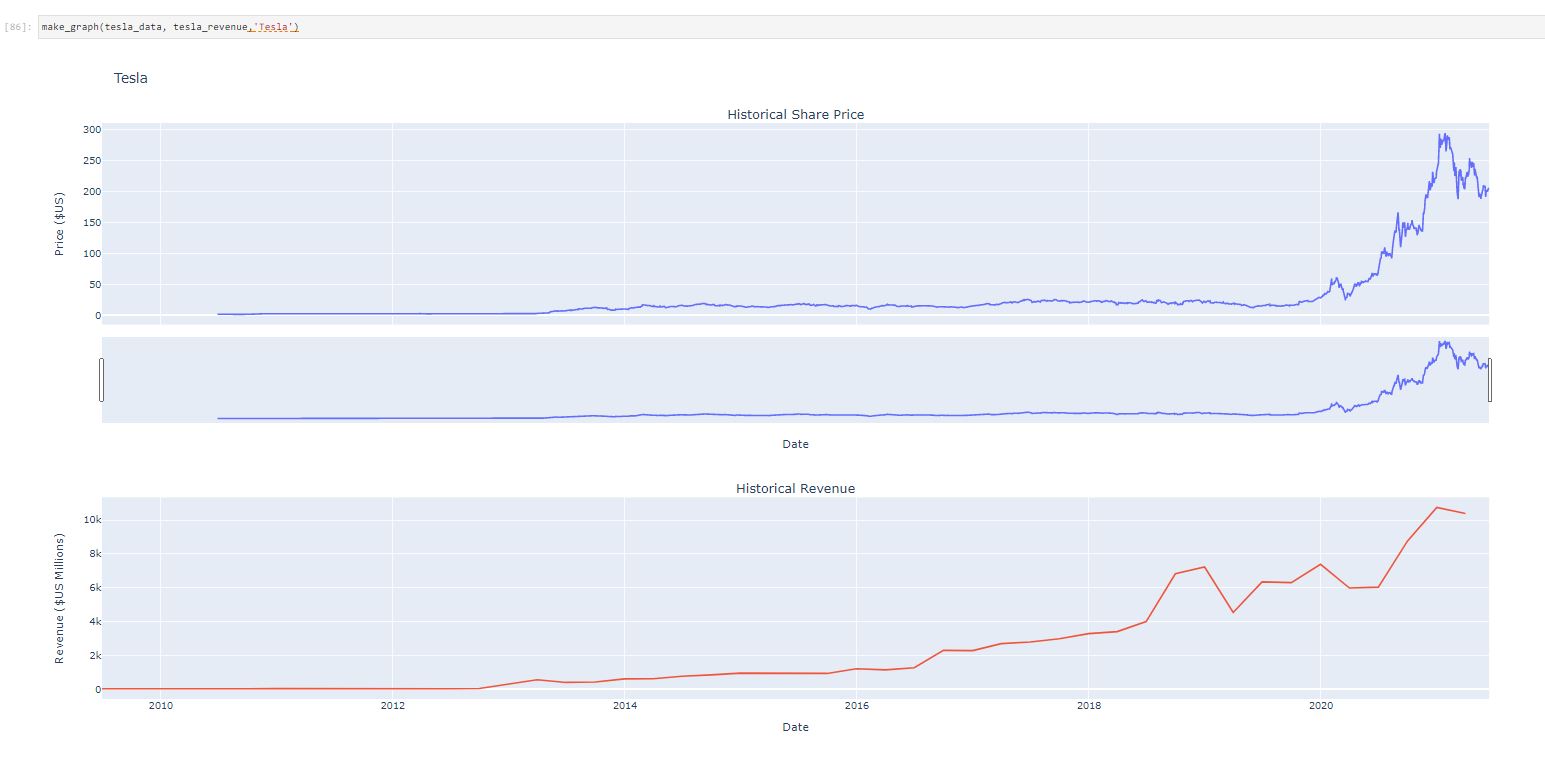 [86]: make_graph(tesla_data, tesla_revenue,'Tesla')
Tesla
Historical Share Price
300
250
200
150
100
50
0
Price ($US)
Date
Historical Revenue
10k
8k
6k
4k
2k
0
Revenue ($US Millions)
2010 2012 2014 2016 2018 2020
Date